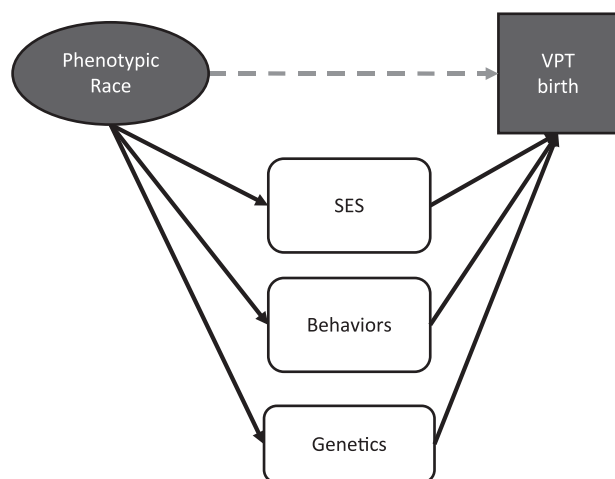 Phenotypic
Race
VPT
birth
SES
Behaviors
Genetics